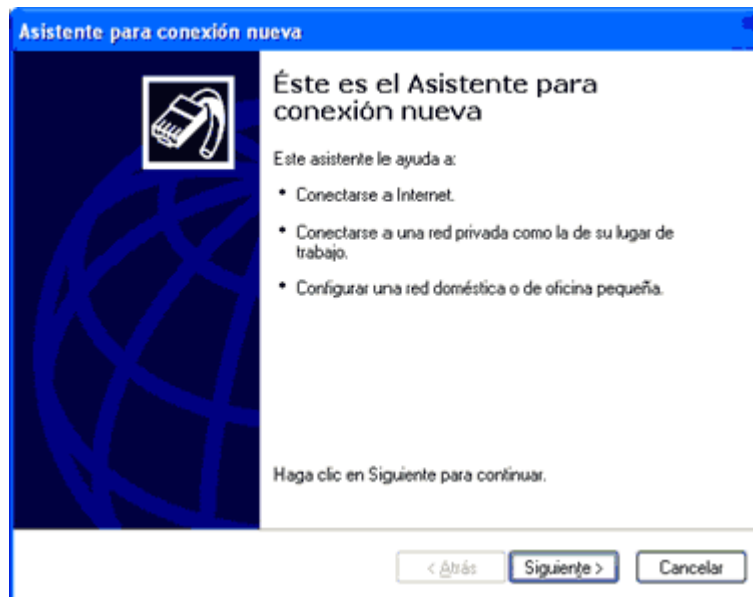 Asistente para conexión nueva
Éste es el Asistente para
conexión nueva
Este asistente le ayuda a:
• Conectarse a Internet.
• Conectarse a una red privada como la de su lugar de
trabajo.
• Configurar una red doméstica o de oficina pequeña.
Haga clic en Siguiente para continuar.
< Atrás Siguiente > Cancelar